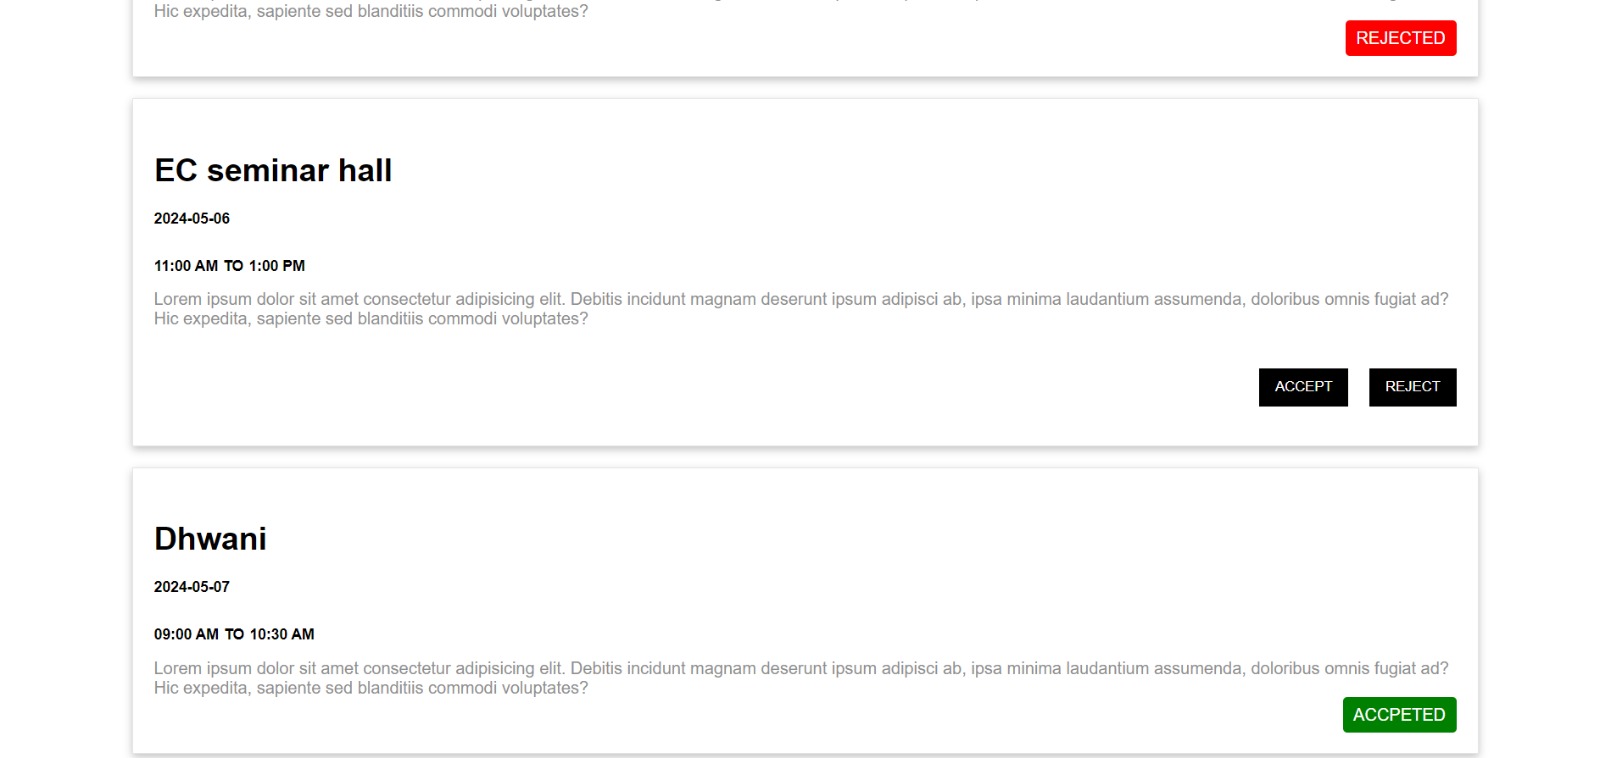 Hic expedita, sapiente sed blanditiis commodi voluptates?
REJECTED
EC seminar hall
2024-05-06
11:00 AM TO 1:00 PM
Lorem ipsum dolor sit amet consectetur adipisicing elit. Debitis incidunt magnam deserunt ipsum adipisci ab, ipsa minima laudantium assumenda, doloribus omnis fugiat ad?
Hic expedita, sapiente sed blanditiis commodi voluptates?
ACCEPT REJECT
Dhwani
2024-05-07
09:00 AM TO 10:30 AM
Lorem ipsum dolor sit amet consectetur adipisicing elit. Debitis incidunt magnam deserunt ipsum adipisci ab, ipsa minima laudantium assumenda, doloribus omnis fugiat ad?
Hic expedita, sapiente sed blanditiis commodi voluptates?
ACCPETED